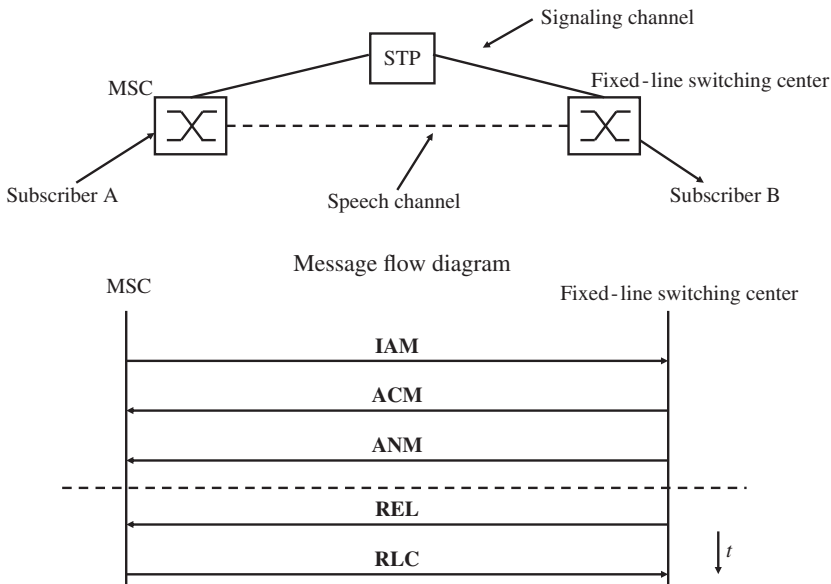 Signaling channel
STP
MSC
Fixed-line switching center
Subscriber A
Speech channel
Subscriber B
Message flow diagram
MSC
Fixed-line switching center
IAM
ACM
ANM
REL
RLC
t